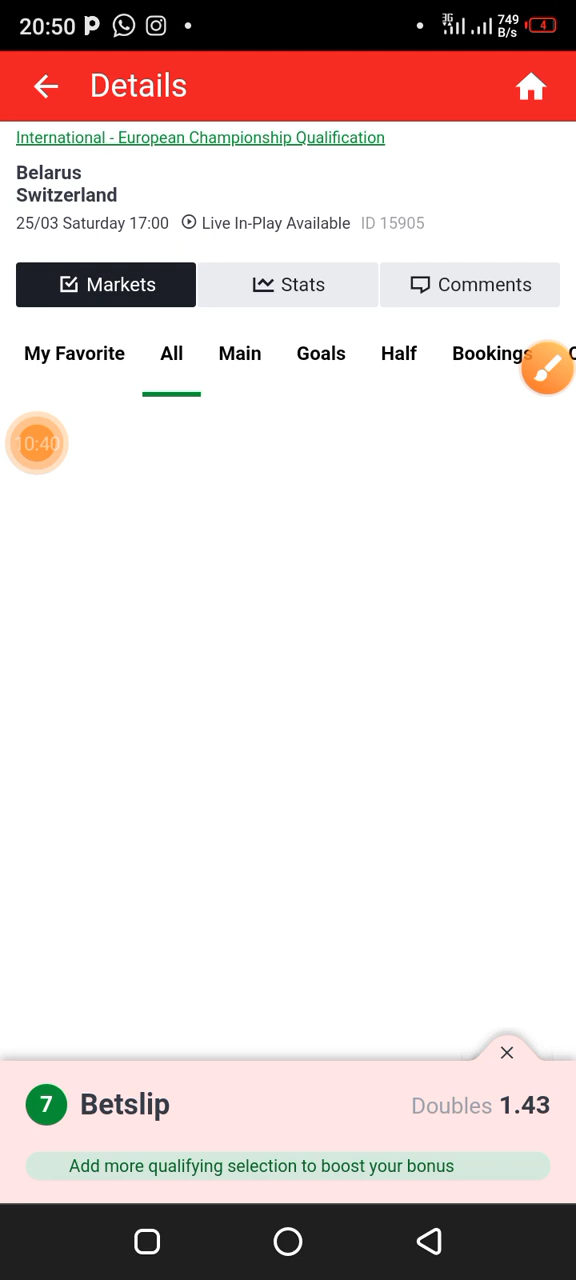 20:50
3G
749
B/s
4
Details
International - European Championship Qualification
Belarus
Switzerland
25/03 Saturday 17:00 Live In-Play Available ID 15905
Markets Stats Comments
My Favorite All Main Goals Half Bookings
10:40
7 Betslip Doubles 1.43
Add more qualifying selection to boost your bonus